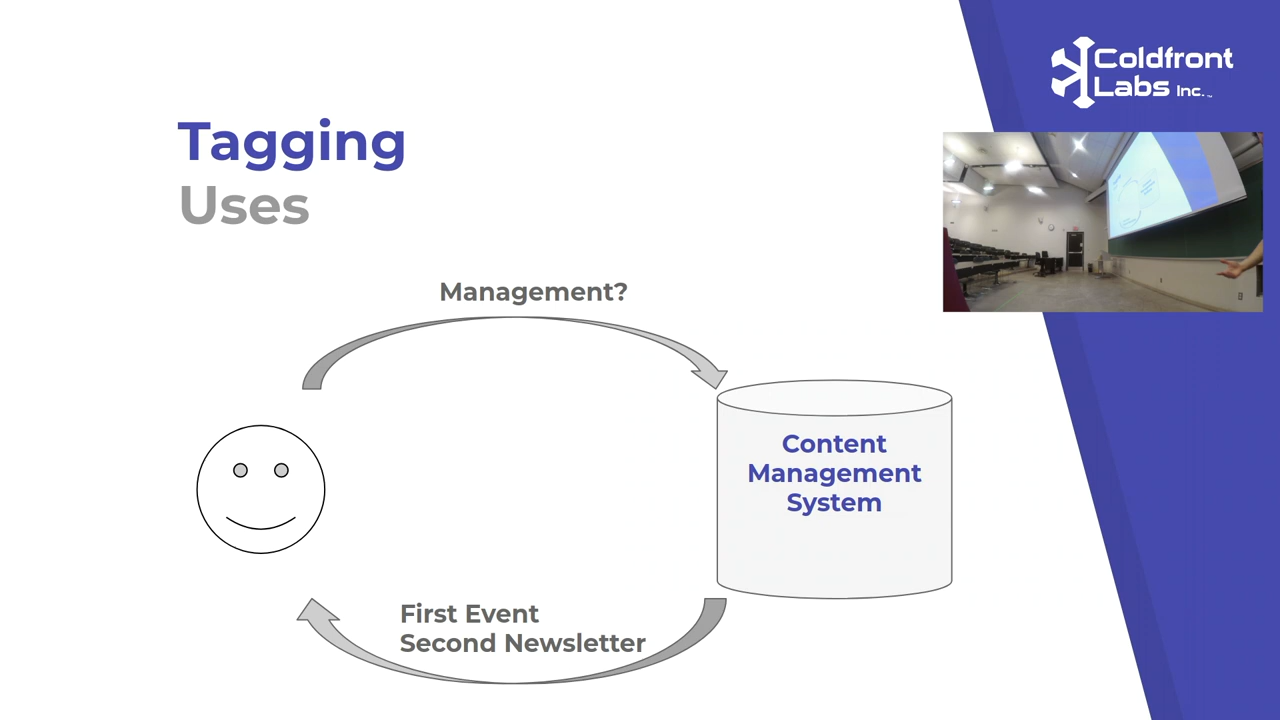 Coldfront
Labs Inc.
Tagging
Uses
Management?
Content
Management
System
First Event
Second Newsletter